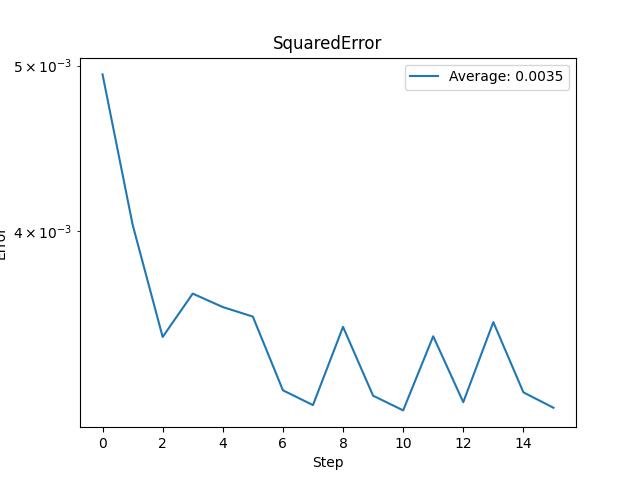 SquaredError
Average: 0.0035
5 × 10⁻³
4 × 10⁻³
Error
0 2 4 6 8 10 12 14
Step